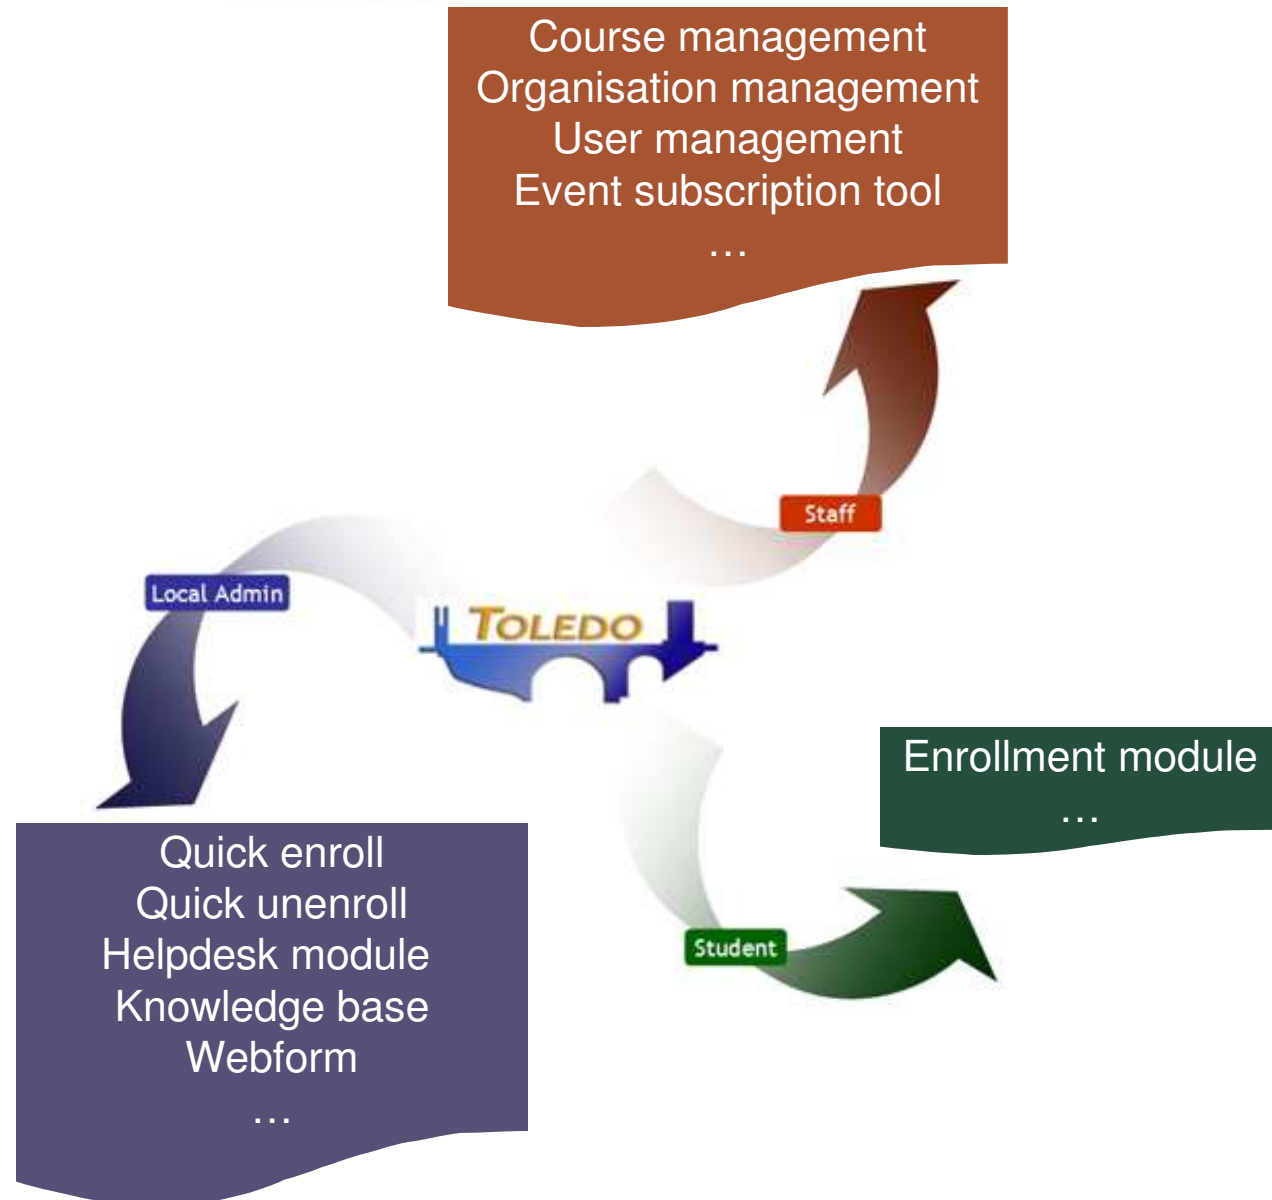 Course management
Organisation management
User management
Event subscription tool
…
Staff
Local Admin
TOLEDO
Enrollment module
…
Quick enroll
Quick unenroll
Helpdesk module
Knowledge base
Webform
…
Student